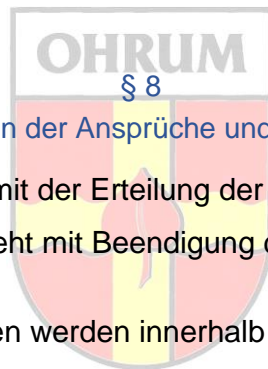 OHRUM
§ 8
n der Ansprüche und
mit der Erteilung der
eht mit Beendigung
en werden innerhalb